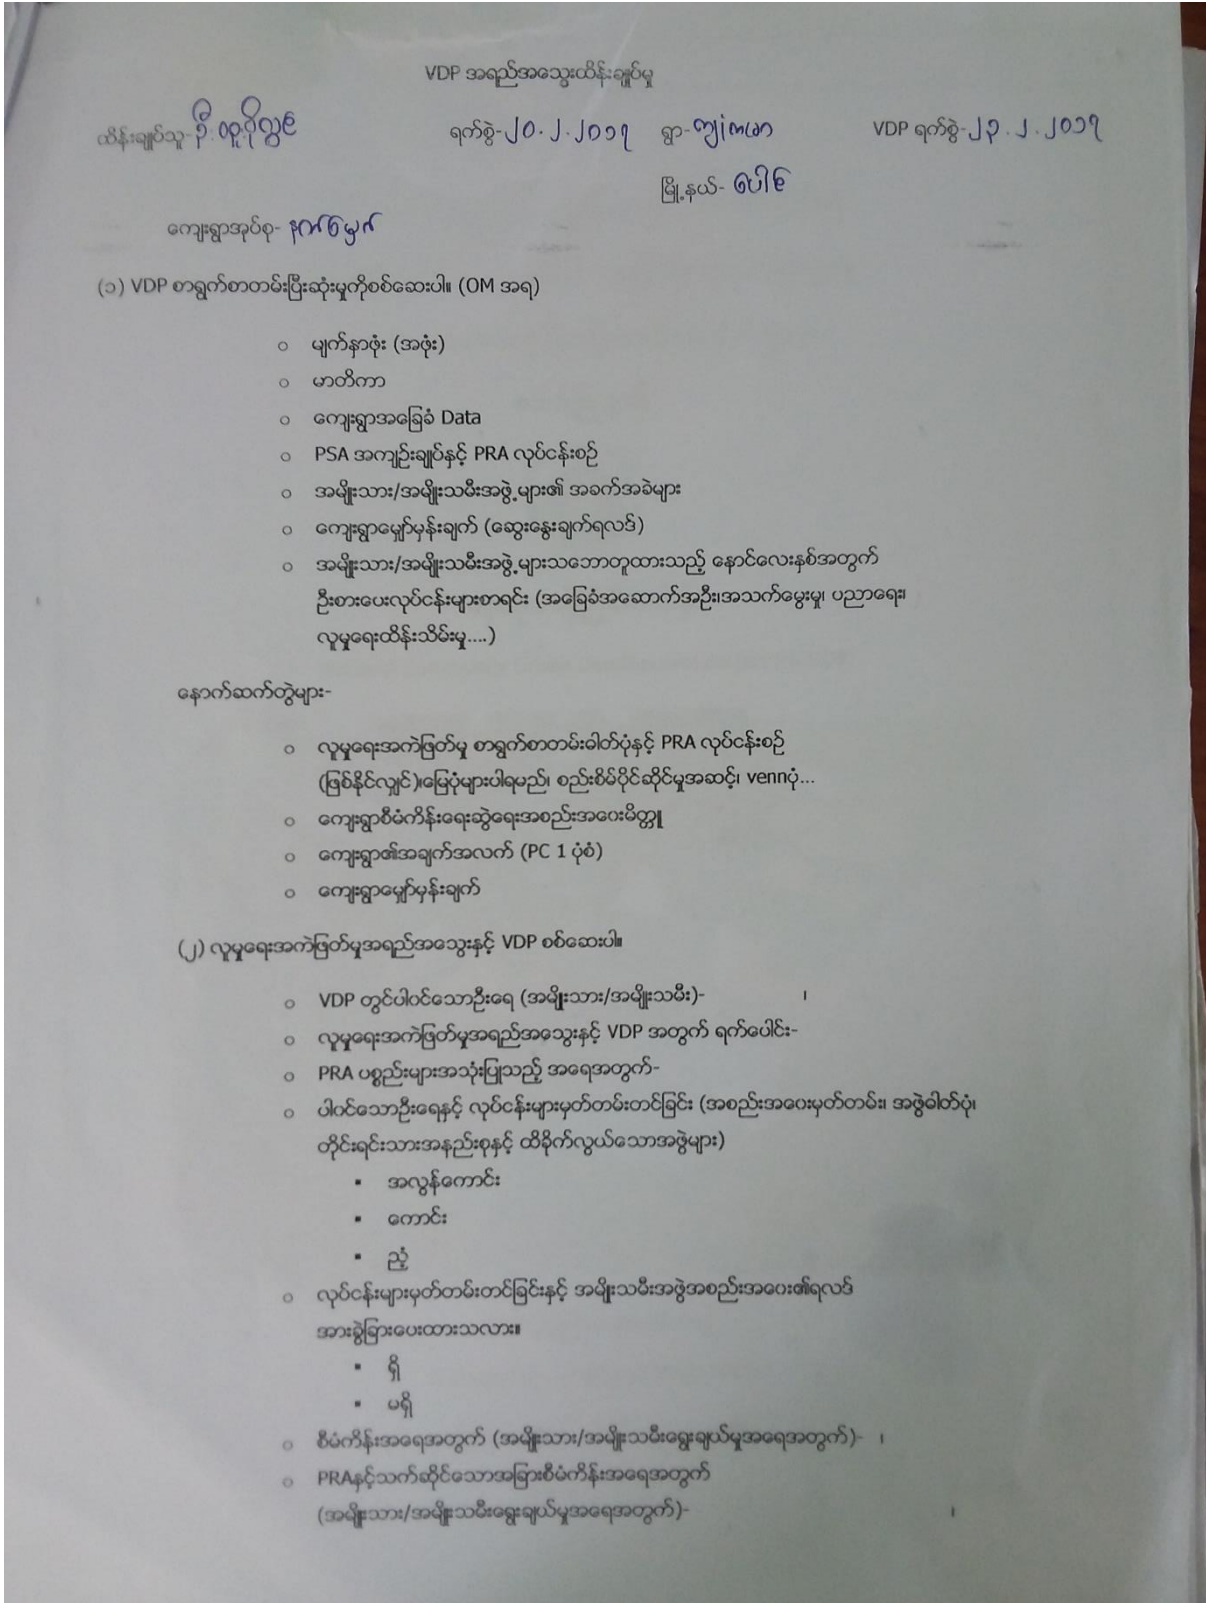 VDP အရည်အသွေးထိန်းချုပ်မှု
ထိန်းချုပ်သူ- ဦး ရက်စွဲ-၂၀.၂.၂၀၁၇ ရွာ- VDP ရက်စွဲ-၂၃.၂.၂၀၁၇
မြို့နယ်- ပေါင်
ကျေးရွာအုပ်စု-
(၁) VDP စာရွက်စာတမ်းပြီးဆုံးမှုကိုစစ်ဆေးပါ။ (OM အရ)
○ မျက်နှာဖုံး (အဖုံး)
○ မာတိကာ
○ ကျေးရွာအခြေခံ Data
○ PSA အကျဉ်းချုပ်နှင့် PRA လုပ်ငန်းစဉ်
○ အမျိုးသား/အမျိုးသမီးအဖွဲ့များ၏ အခက်အခဲများ
○ ကျေးရွာမျှော်မှန်းချက် (ဆွေးနွေးချက်ရလဒ်)
○ အမျိုးသား/အမျိုးသမီးအဖွဲ့များသဘောတူထားသည့် နောင်လေးနှစ်အတွက်
ဦးစားပေးလုပ်ငန်းများစာရင်း (အခြေခံအဆောက်အဦး၊အသက်မွေးမှု၊ ပညာရေး၊
လူမှုရေးထိန်းသိမ်းမှု....)
နောက်ဆက်တွဲများ-
○ လူမှုရေးအကဲဖြတ်မှု စာရွက်စာတမ်းဓါတ်ပုံနှင့် PRA လုပ်ငန်းစဉ်
(ဖြစ်နိုင်လျှင်)၊မြေပုံများပါရမည်၊ စည်းစိမ်ပိုင်ဆိုင်မှုအဆင့်၊ vennပုံ...
○ ကျေးရွာစီမံကိန်းရေးဆွဲရေးအစည်းအဝေးမိတ္တူ
○ ကျေးရွာ၏အချက်အလက် (PC 1 ပုံစံ)
○ ကျေးရွာမျှော်မှန်းချက်
(၂) လူမှုရေးအကဲဖြတ်မှုအရည်အသွေးနှင့် VDP စစ်ဆေးပါ။
○ VDP တွင်ပါဝင်သောဦးရေ (အမျိုးသား/အမျိုးသမီး)- ၊
○ လူမှုရေးအကဲဖြတ်မှုအရည်အသွေးနှင့် VDP အတွက် ရက်ပေါင်း-
○ PRA ပစ္စည်းများအသုံးပြုသည့် အရေအတွက်-
○ ပါဝင်သောဦးရေနှင့် လုပ်ငန်းများမှတ်တမ်းတင်ခြင်း (အစည်းအဝေးမှတ်တမ်း၊ အဖွဲဓါတ်ပုံ၊
တိုင်းရင်းသားအနည်းစုနှင့် ထိခိုက်လွယ်သောအဖွဲများ)
▪ အလွန်ကောင်း
▪ ကောင်း
▪ ညံ့
○ လုပ်ငန်းများမှတ်တမ်းတင်ခြင်းနှင့် အမျိုးသမီးအဖွဲအစည်းအဝေး၏ရလဒ်
အားခွဲခြားပေးထားသလား။
▪ ရှိ
▪ မရှိ
○ စီမံကိန်းအရေအတွက် (အမျိုးသား/အမျိုးသမီးရွေးချယ်မှုအရေအတွက်)- ၊
○ PRAနှင့်သက်ဆိုင်သောအခြားစီမံကိန်းအရေအတွက်
(အမျိုးသား/အမျိုးသမီးရွေးချယ်မှုအရေအတွက်)- ၊